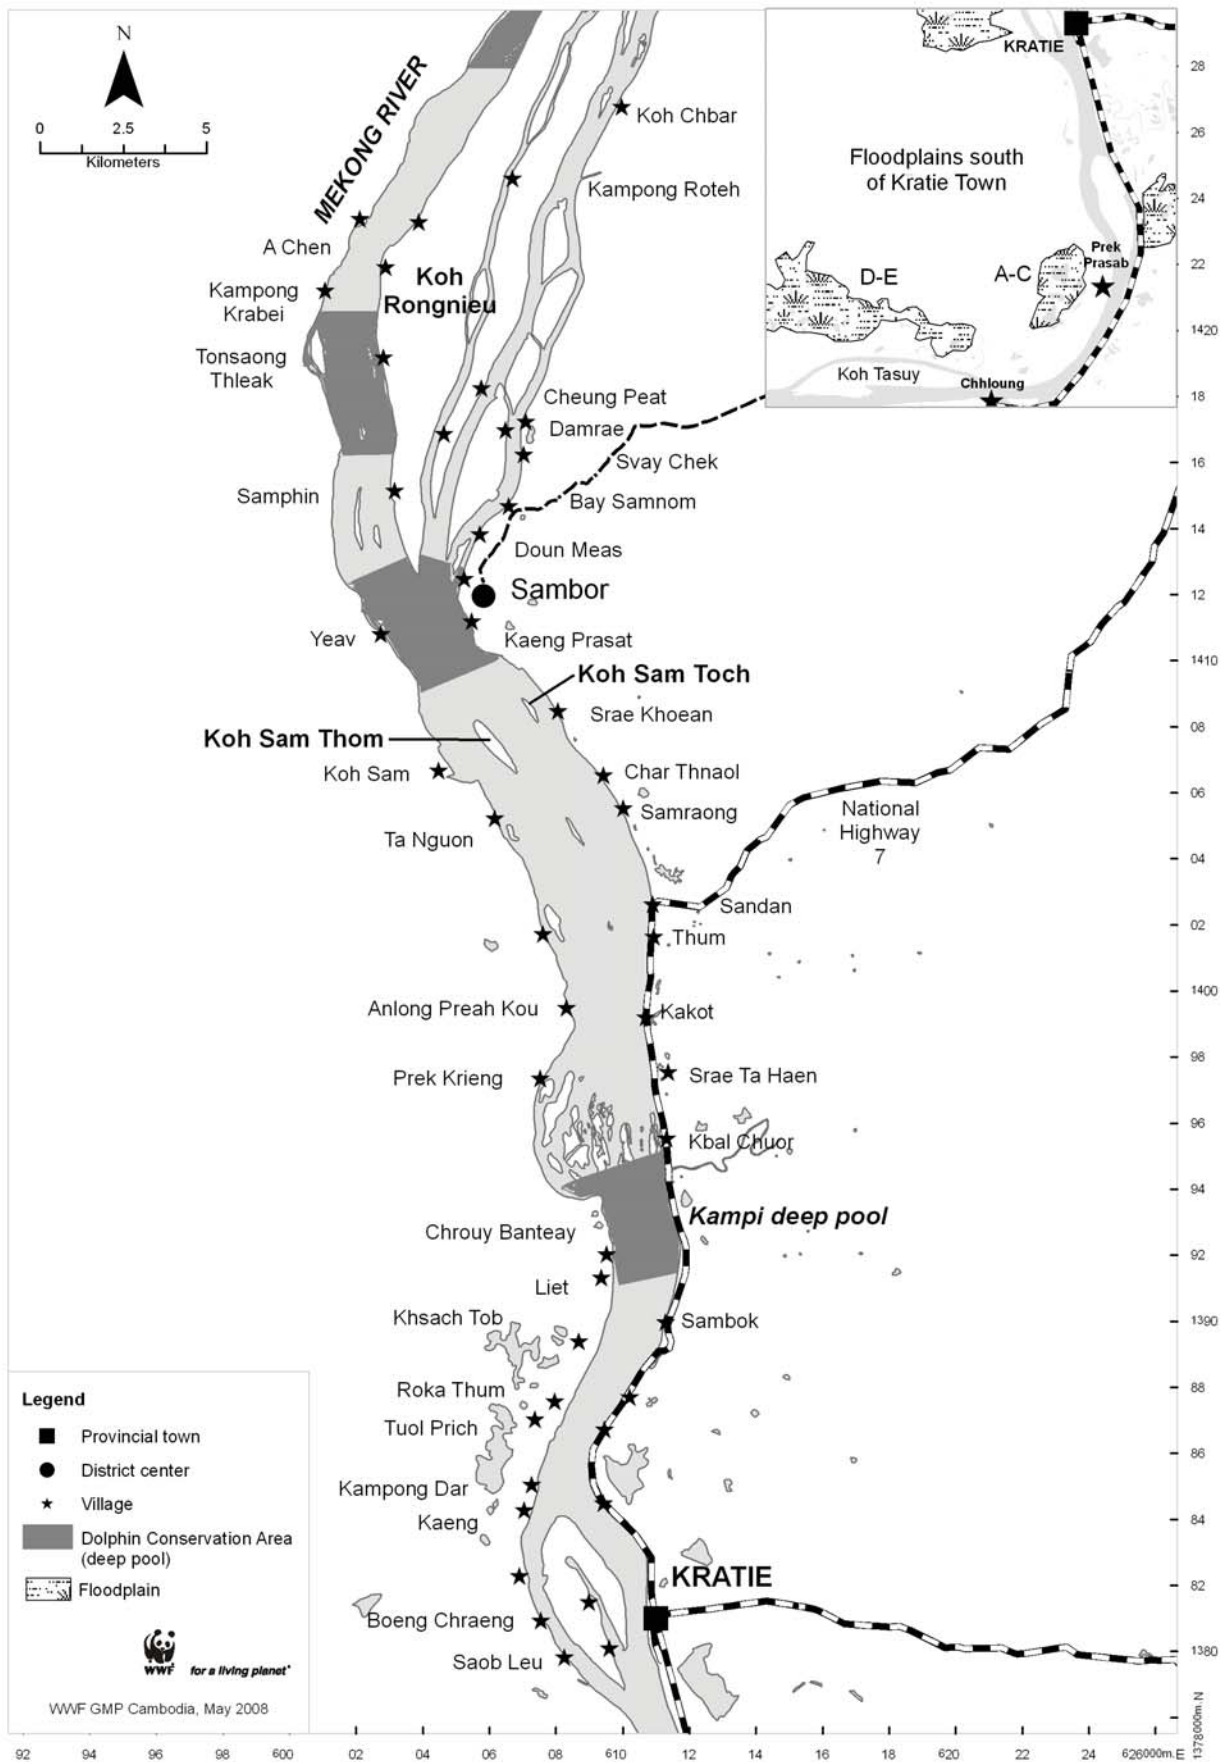 N
0 2.5 5
Kilometers
MEKONG RIVER
Koh Chbar
Kampong Roteh
A Chen
Koh
Rongnieu
Kampong
Krabei
Tonsaong
Thleak
Cheung Peat
Damrae
Svay Chek
Samphin
Bay Samnom
Doun Meas
Sambor
Yeav
Kaeng Prasat
Koh Sam Toch
Srae Khoean
Koh Sam Thom
Koh Sam
Char Thnaol
Samraong
Ta Nguon
National
Highway
7
Sandan
Thum
Anlong Preah Kou
Kakot
Prek Krieng
Srae Ta Haen
Kbal Chuor
Kampi deep pool
Chrouy Banteay
Liet
Khsach Tob
Sambok
Roka Thum
Tuol Prich
Kampong Dar
Kaeng
KRATIE
Boeng Chraeng
Saob Leu
KRATIE
Floodplains south
of Kratie Town
Prek
Prasab
D-E
A-C
Koh Tasuy
Chhloung
28
26
24
22
1420
18
16
14
12
1410
08
06
04
02
1400
98
96
94
92
1390
88
86
84
82
1380
1378000m.N
Legend
Provincial town
District center
Village
Dolphin Conservation Area
(deep pool)
Floodplain
WWF for a living planet®
WWF GMP Cambodia, May 2008
92 94 96 98 600 02 04 06 08 610 12 14 16 18 620 22 24 626000m.E